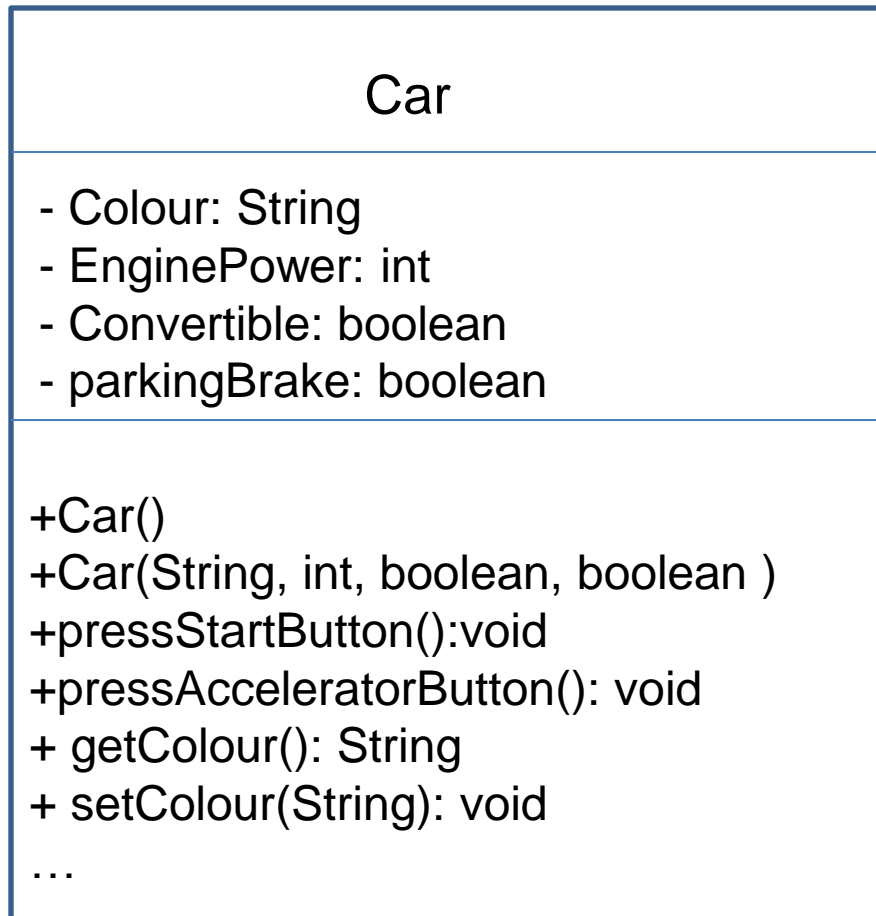 Car
- Colour: String
- EnginePower: int
- Convertible: boolean
- parkingBrake: boolean
+Car()
+Car(String, int, boolean, boolean )
+pressStartButton():void
+pressAcceleratorButton(): void
+ getColour(): String
+ setColour(String): void
…